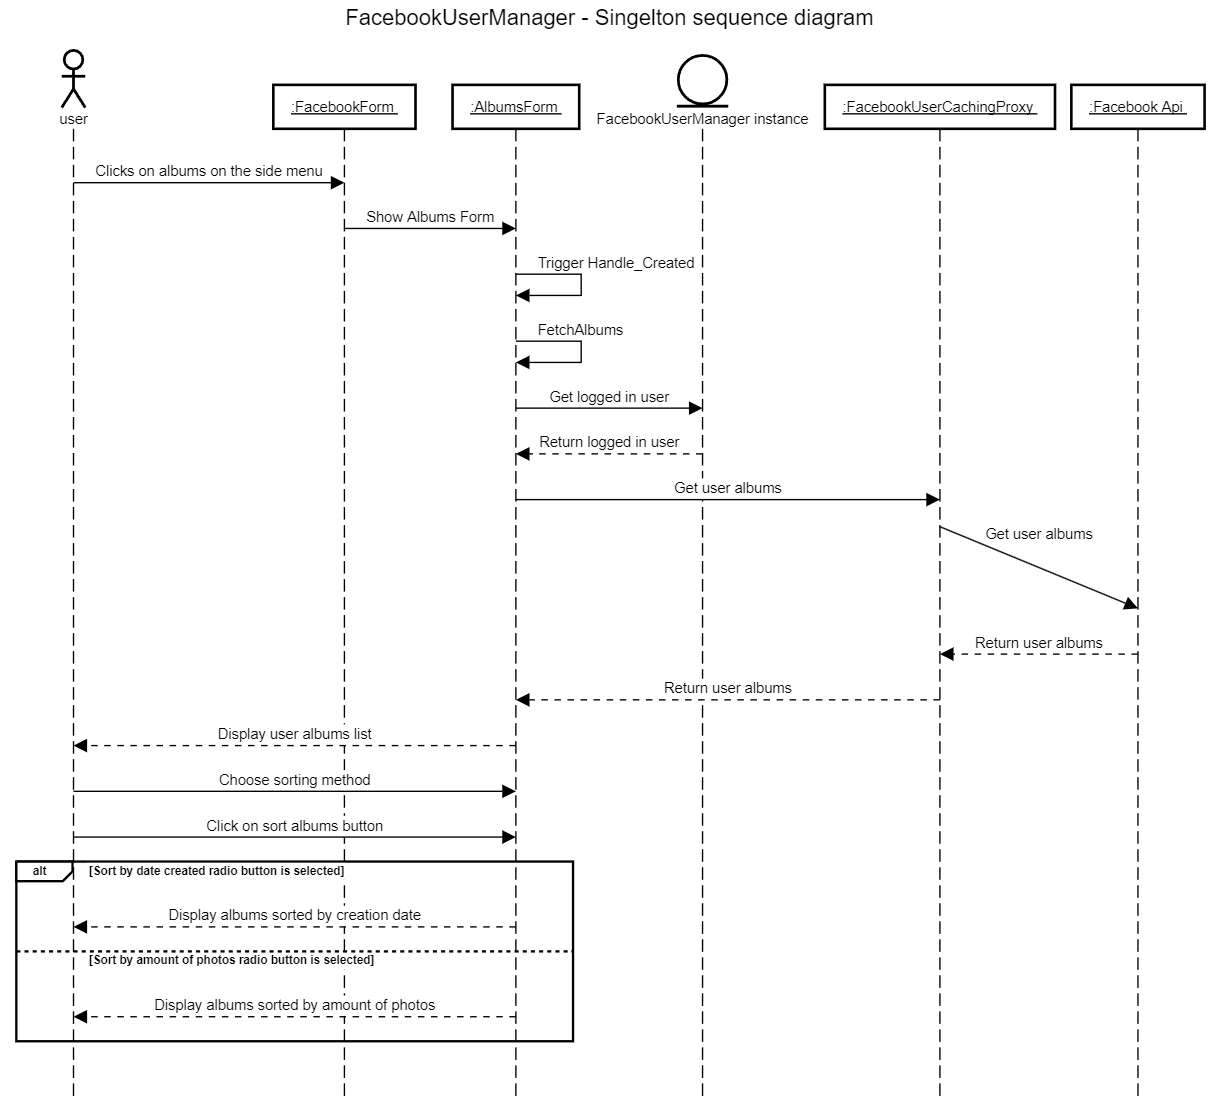 FacebookUserManager - Singelton sequence diagram
user
:FacebookForm
:AlbumsForm
FacebookUserManager instance
:FacebookUserCachingProxy
:Facebook Api
Clicks on albums on the side menu
Show Albums Form
Trigger Handle_Created
FetchAlbums
Get logged in user
Return logged in user
Get user albums
Get user albums
Return user albums
Return user albums
Display user albums list
Choose sorting method
Click on sort albums button
alt
[Sort by date created radio button is selected]
Display albums sorted by creation date
[Sort by amount of photos radio button is selected]
Display albums sorted by amount of photos